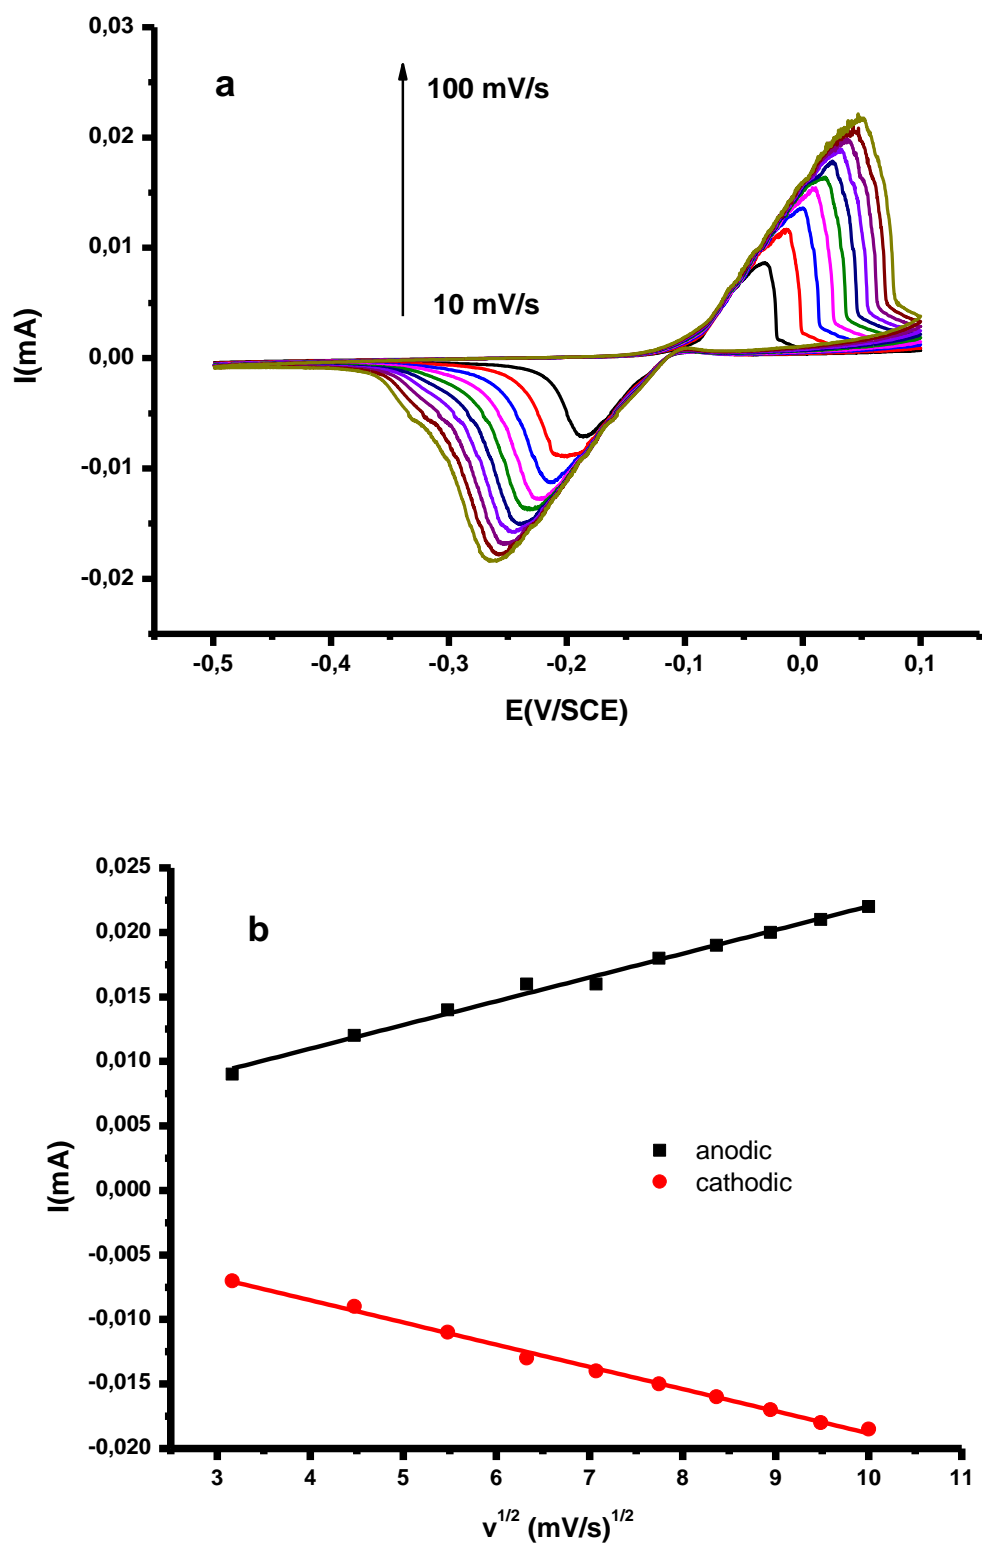 0,03
a
100 mV/s
0,02
0,01
10 mV/s
0,00
I(mA)
-0,01
-0,02
-0,5 -0,4 -0,3 -0,2 -0,1 0,0 0,1
E(V/SCE)
0,025
b
0,020
0,015
0,010
0,005
anodic
I(mA)
0,000
cathodic
-0,005
-0,010
-0,015
-0,020
3 4 5 6 7 8 9 10 11
v^{1/2} (mV/s)^{1/2}